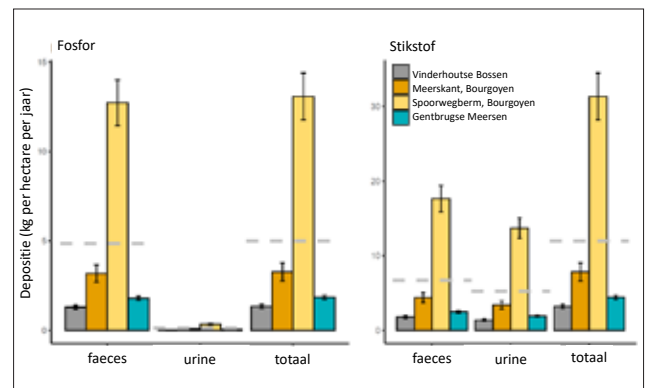 Fosfor
Stikstof
Depositie (kg per hectare per jaar)
15
10
5
0
30
20
10
0
Vinderhoutse Bossen
Meerskant, Bourgoyen
Spoorwegberm, Bourgoyen
Gentbrugse Meersen
faeces urine totaal
faeces urine totaal